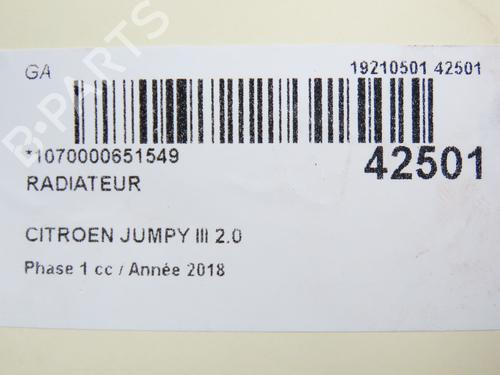 GA
19210501 42501
*1070000651549
42501
RADIATEUR
CITROEN JUMPY III 2.0
Phase 1 cc / Année 2018
B-PARTS